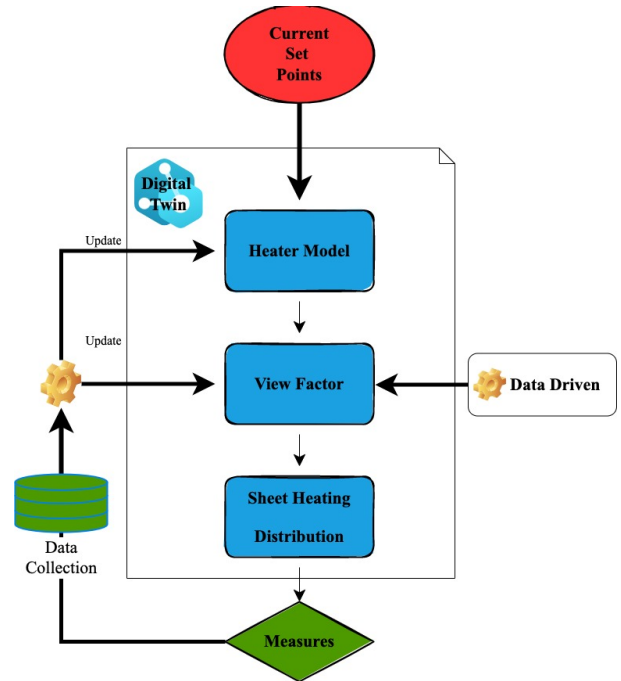 Current
Set
Points
Digital
Twin
Update
Heater Model
Update
View Factor
Data Driven
Sheet Heating
Distribution
Data
Collection
Measures